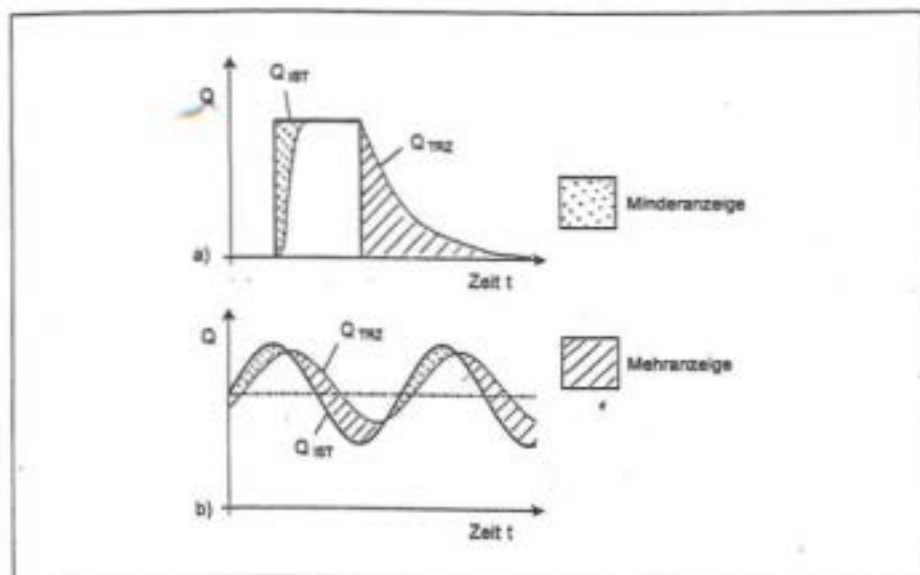 Q IST
Q
Q TRZ
Minderanzeige
a)
Zeit t
Q
Q TRZ
Mehranzeige
Q IST
b)
Zeit t